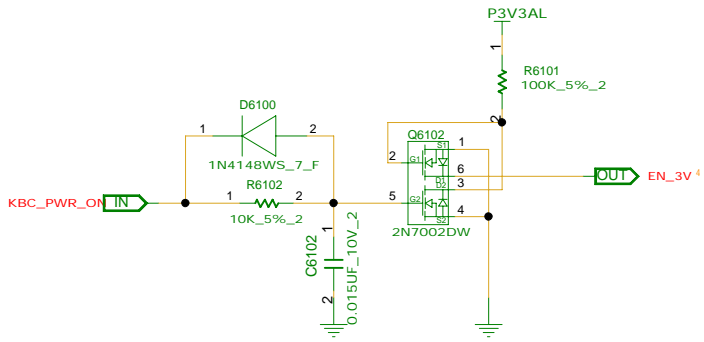 P3V3AL
1
R6101
100K_5%_2
2
D6100
1
2
1N4148WS_7_F
Q6102
2
G1
S1
1
D1
6
D2
3
5
G2
S2
4
2N7002DW
OUT
EN_3V
4
KBC_PWR_ON
IN
R6102
1
2
10K_5%_2
1
C6102
2
0.015UF_10V_2